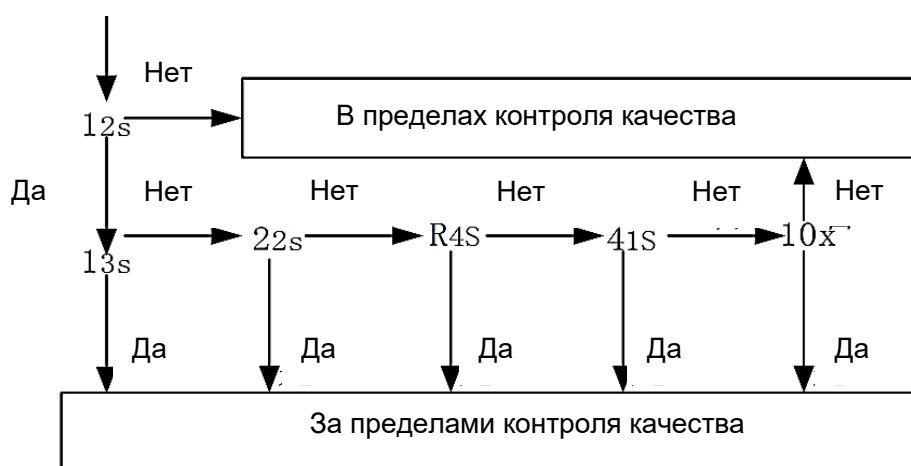 Нет
12s
В пределах контроля качества
Да
Нет
Нет
Нет
Нет
Нет
13s
22s
R4S
41S
10x
Да
Да
Да
Да
Да
За пределами контроля качества